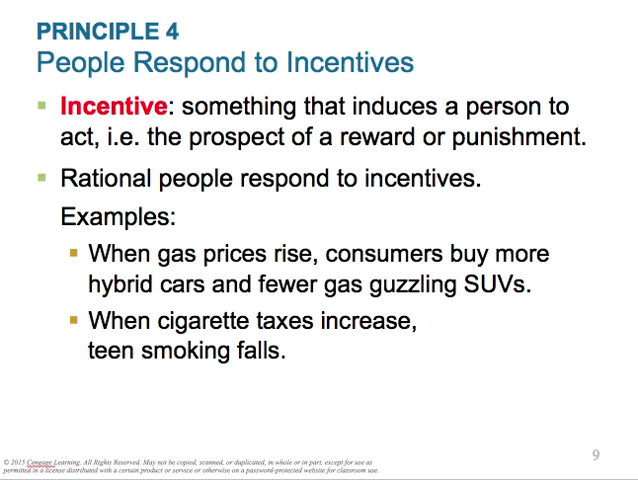 PRINCIPLE 4
People Respond to Incentives
Incentive: something that induces a person to
act, i.e. the prospect of a reward or punishment.
Rational people respond to incentives.
Examples:
When gas prices rise, consumers buy more
hybrid cars and fewer gas guzzling SUVs.
When cigarette taxes increase,
teen smoking falls.
© 2015 Cengage Learning. All Rights Reserved. May not be copied, scanned, or duplicated, in whole or in part, except for use as
permitted in a license distributed with a certain product or service or otherwise on a password-protected website for classroom use.
9